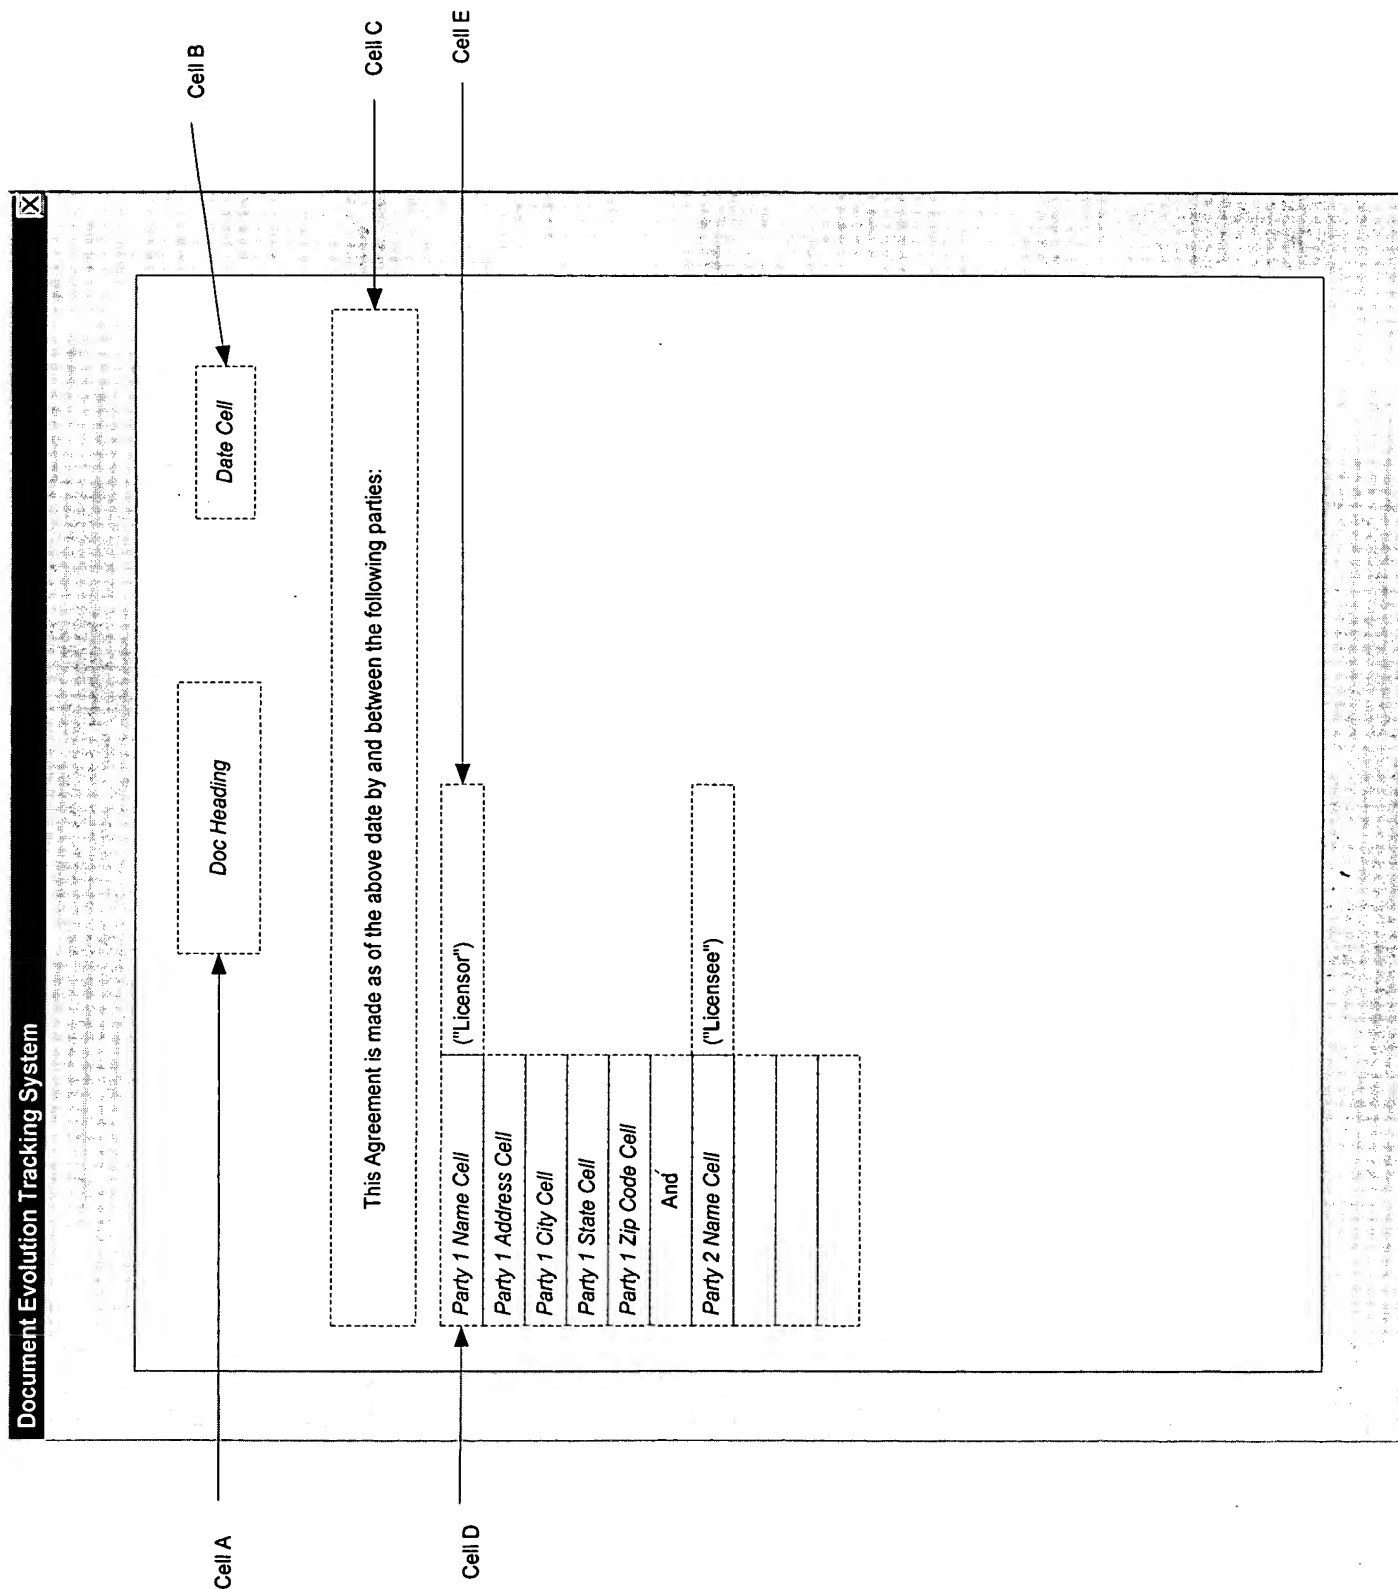 Document Evolution Tracking System
Cell A
Doc Heading
Date Cell
Cell B
This Agreement is made as of the above date by and between the following parties:
Cell C
Cell D
Party 1 Name Cell
("Licensor")
Cell E
Party 1 Address Cell
Party 1 City Cell
Party 1 State Cell
Party 1 Zip Code Cell
And
Party 2 Name Cell
("Licensee")